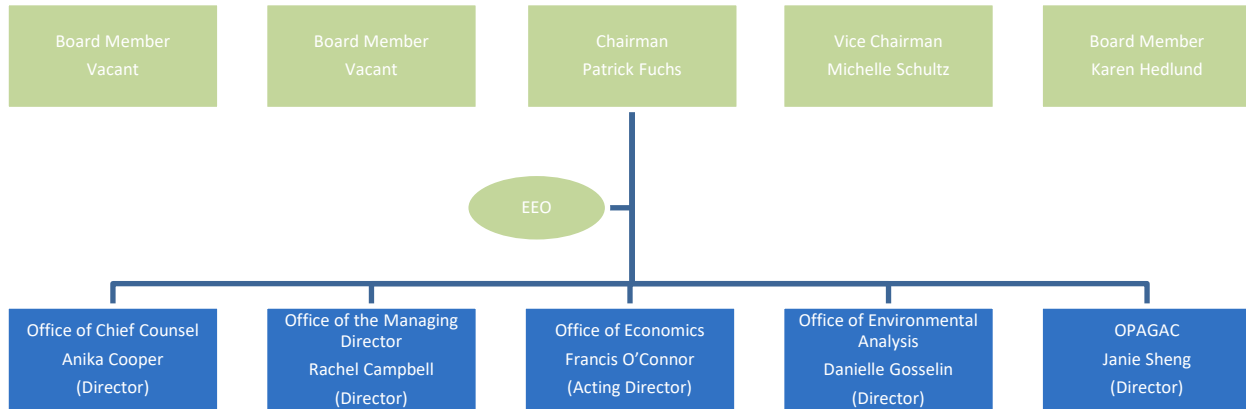 Board Member
Vacant
Board Member
Vacant
Chairman
Patrick Fuchs
Vice Chairman
Michelle Schultz
Board Member
Karen Hedlund
EEO
Office of Chief Counsel
Anika Cooper
(Director)
Office of the Managing
Director
Rachel Campbell
(Director)
Office of Economics
Francis O’Connor
(Acting Director)
Office of Environmental
Analysis
Danielle Gosselin
(Director)
OPAGAC
Janie Sheng
(Director)